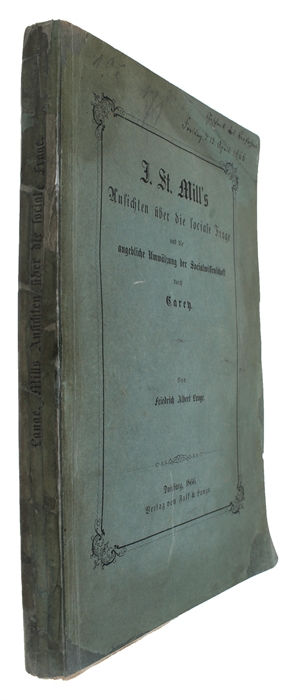 Lange. Mills Ansichten über die sociale Frage.
J. St. Mill's
Ansichten über die sociale Frage
und die
angebliche Umwälzung der Socialwissenschaft
durch
Carey.
Von
Friedrich Albert Lange.
Duisburg, 1866.
Verlag von Falk & Lange